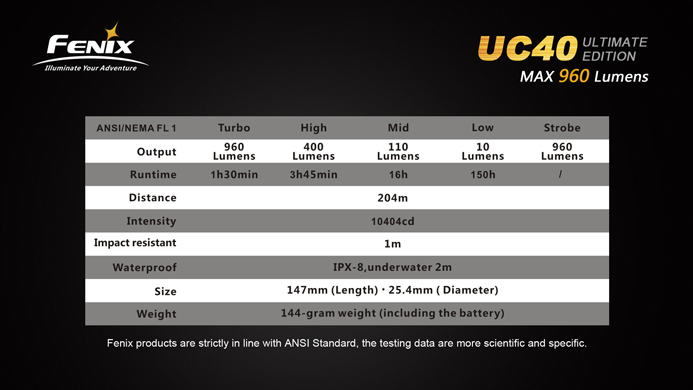 FENIX
Illuminate Your Adventure
UC40 ULTIMATE EDITION
MAX 960 Lumens
ANSI/NEMA FL 1 Turbo High Mid Low Strobe
Output 960 Lumens 400 Lumens 110 Lumens 10 Lumens 960 Lumens
Runtime 1h30min 3h45min 16h 150h /
Distance 204m
Intensity 10404cd
Impact resistant 1m
Waterproof IPX-8,underwater 2m
Size 147mm (Length) · 25.4mm ( Diameter)
Weight 144-gram weight (including the battery)
Fenix products are strictly in line with ANSI Standard, the testing data are more scientific and specific.